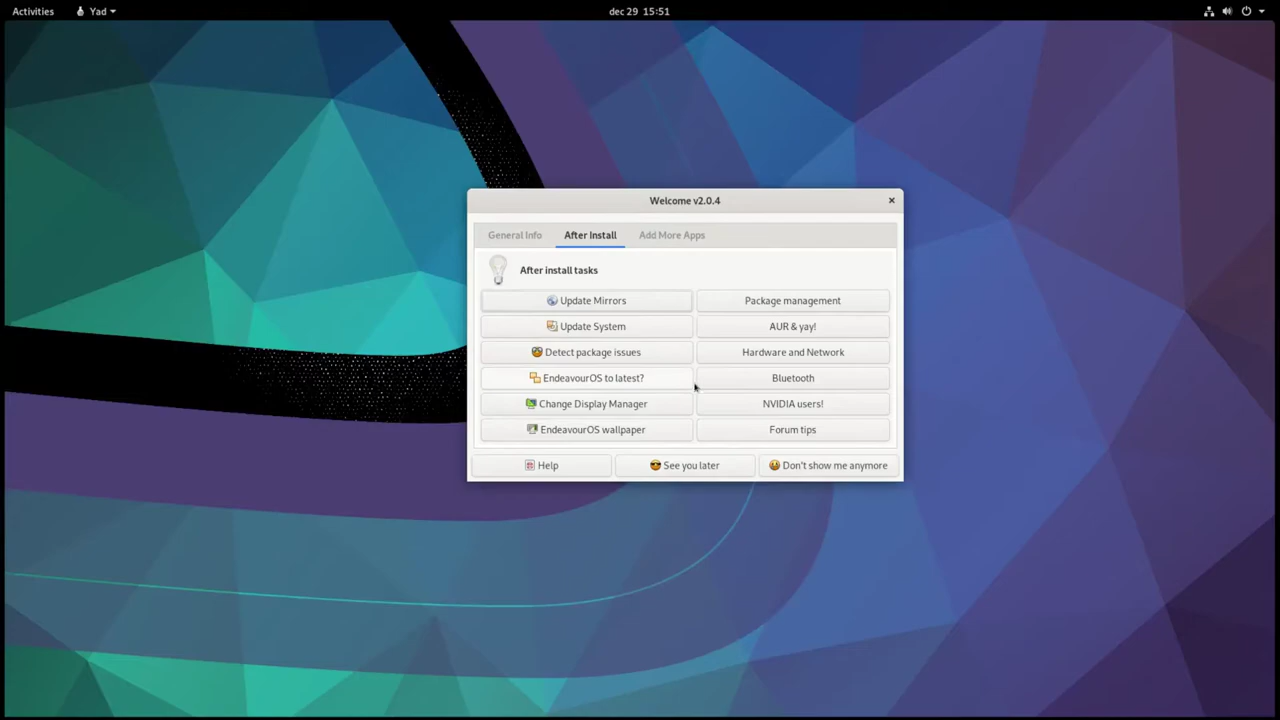 Activities Yad dec 29 15:51
Welcome v2.0.4
General Info After Install Add More Apps
After install tasks
Update Mirrors Package management
Update System AUR & yay!
Detect package issues Hardware and Network
EndeavourOS to latest? Bluetooth
Change Display Manager NVIDIA users!
EndeavourOS wallpaper Forum tips
Help See you later Don't show me anymore